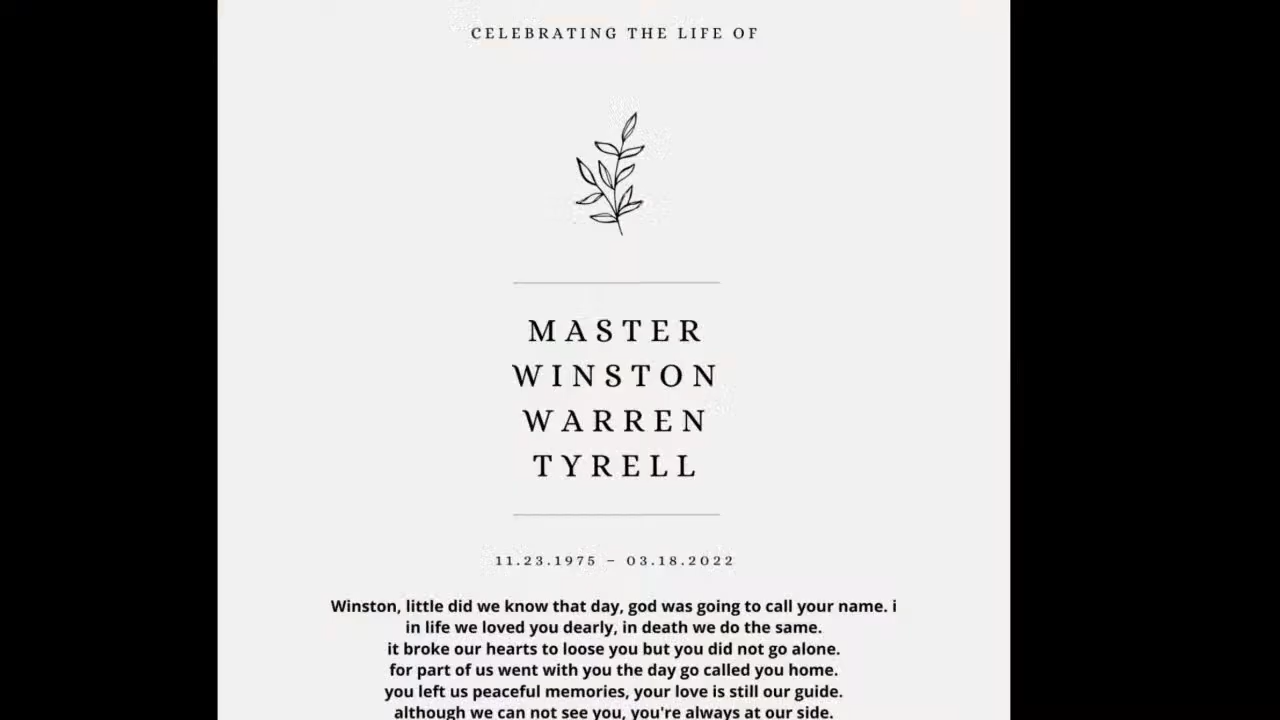 CELEBRATING THE LIFE OF
MASTER
WINSTON
WARREN
TYRELL
11.23.1975 – 03.18.2022
Winston, little did we know that day, god was going to call your name. i
in life we loved you dearly, in death we do the same.
it broke our hearts to loose you but you did not go alone.
for part of us went with you the day go called you home.
you left us peaceful memories, your love is still our guide.
although we can not see you, you're always at our side.